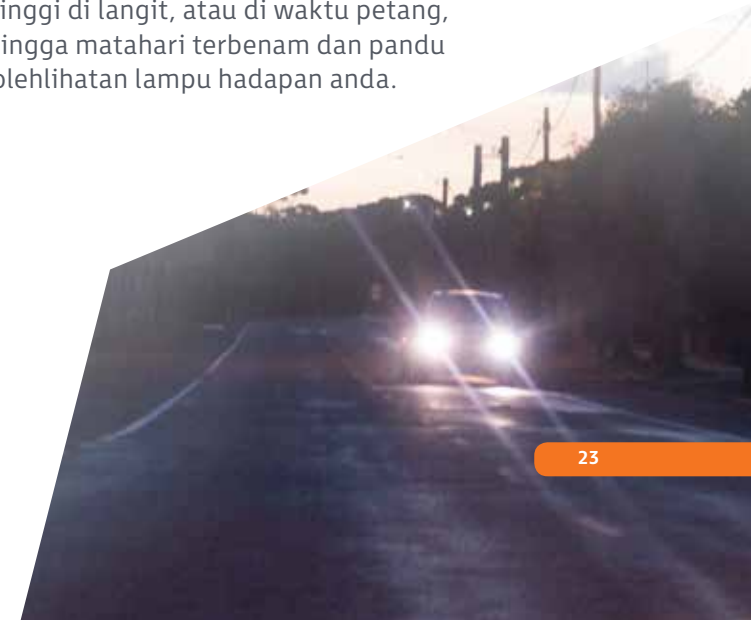 inggi di langit, atau di waktu petang,
ingga matahari terbenam dan pandu
olehlihatan lampu hadapan anda.
23